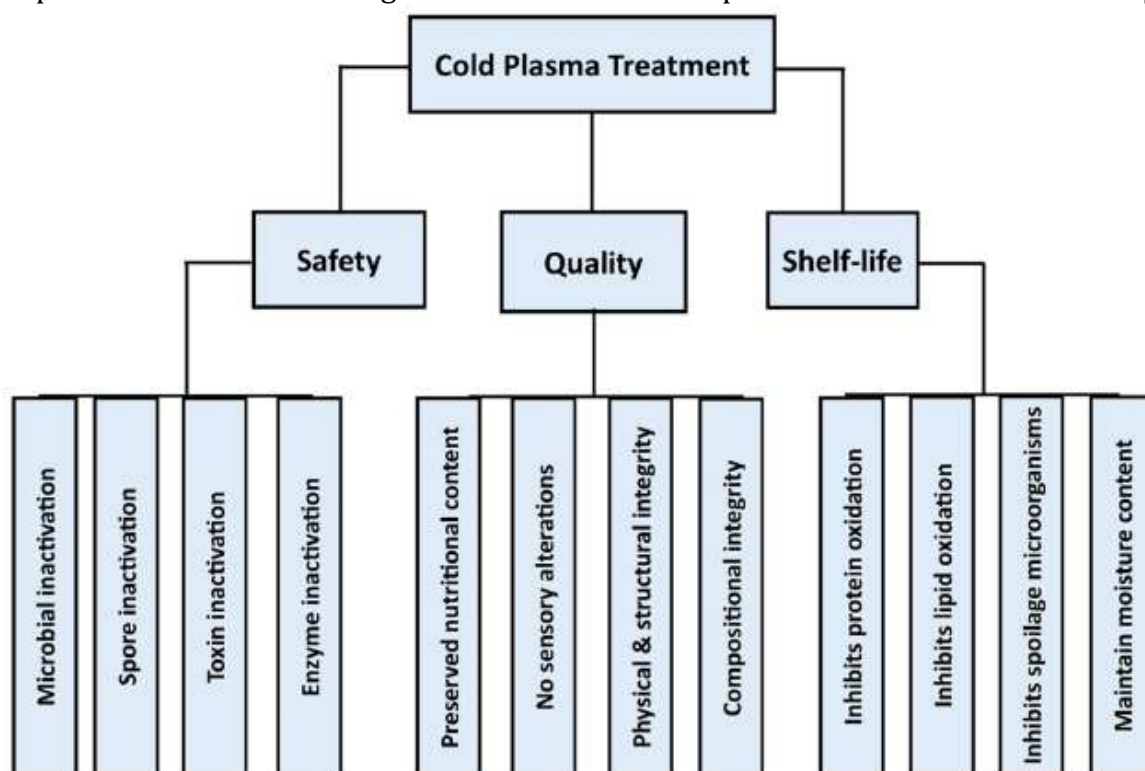 Cold Plasma Treatment
Safety
Quality
Shelf-life
Microbial inactivation
Spore inactivation
Toxin inactivation
Enzyme inactivation
Preserved nutritional content
No sensory alterations
Physical & structural integrity
Compositional integrity
Inhibits protein oxidation
Inhibits lipid oxidation
Inhibits spoilage microorganisms
Maintain moisture content